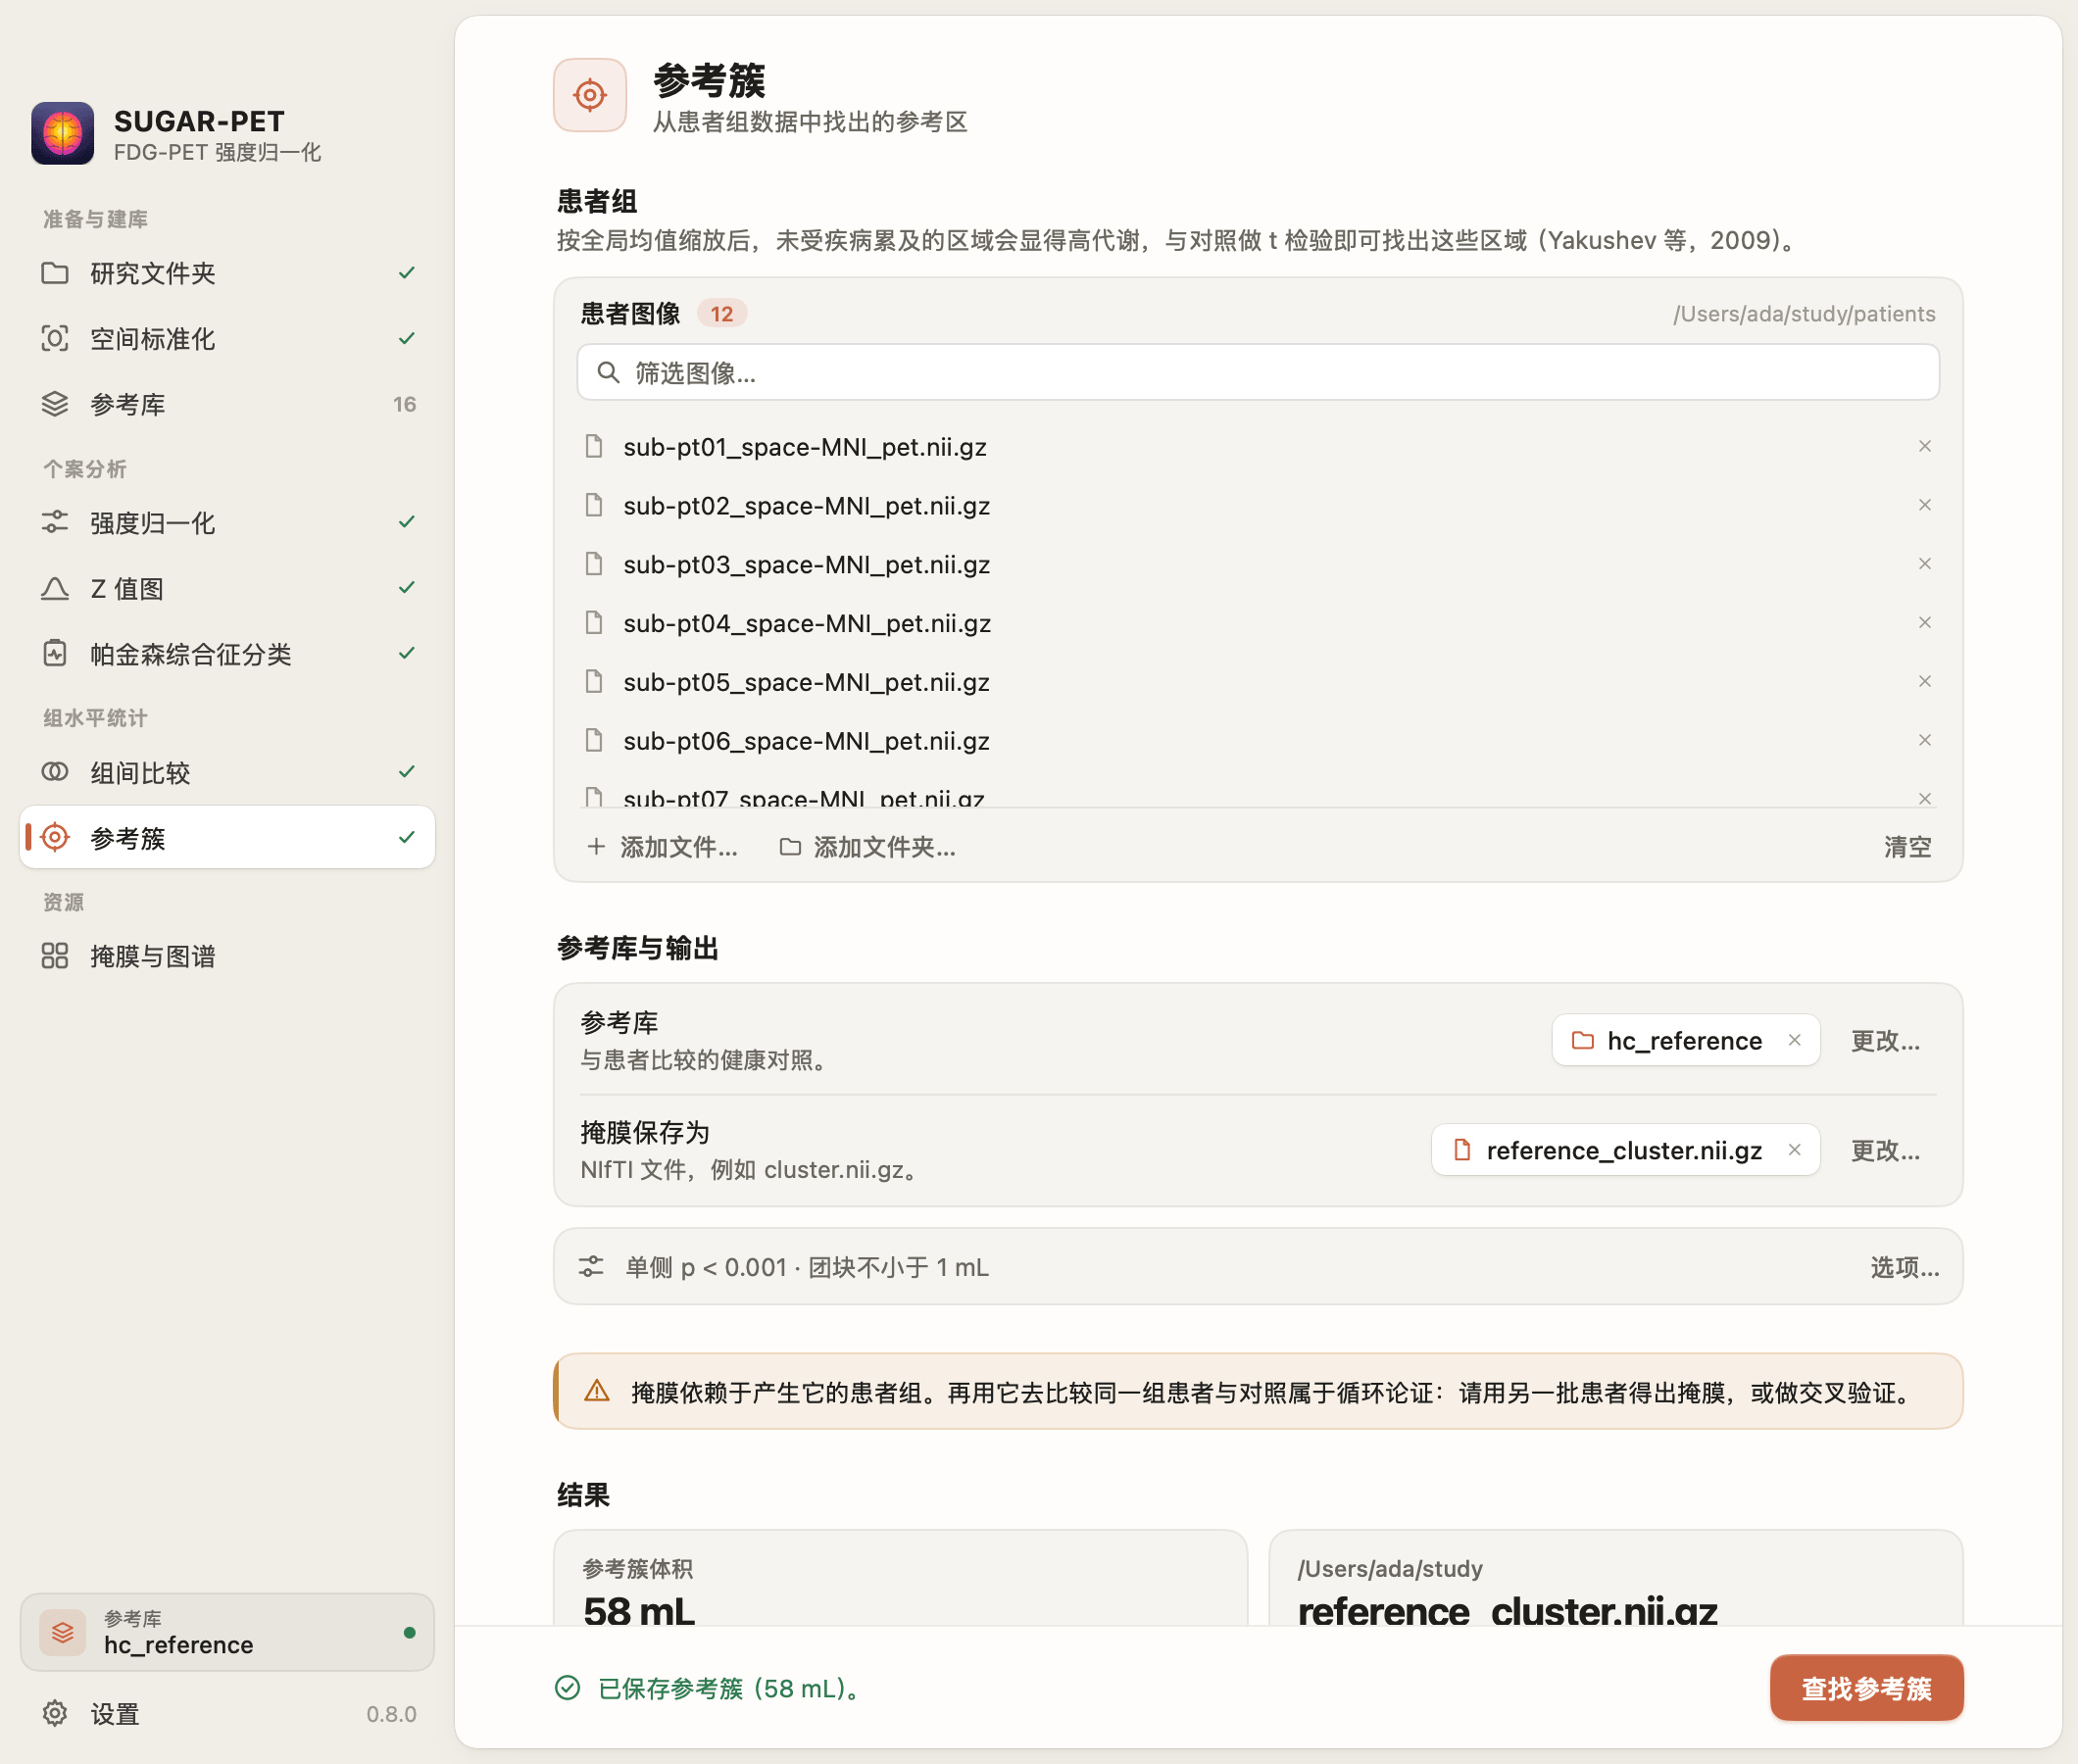 SUGAR-PET
FDG-PET 强度归一化
准备与建库
研究文件夹
空间标准化
参考库
16
个案分析
强度归一化
Z 值图
帕金森综合征分类
组水平统计
组间比较
参考簇
资源
掩膜与图谱
参考库
hc_reference
设置
0.8.0
参考簇
从患者组数据中找出的参考区
患者组
按全局均值缩放后，未受疾病累及的区域会显得高代谢，与对照做 t 检验即可找出这些区域（Yakushev 等，2009）。
患者图像 12
/Users/ada/study/patients
筛选图像...
sub-pt01_space-MNI_pet.nii.gz
sub-pt02_space-MNI_pet.nii.gz
sub-pt03_space-MNI_pet.nii.gz
sub-pt04_space-MNI_pet.nii.gz
sub-pt05_space-MNI_pet.nii.gz
sub-pt06_space-MNI_pet.nii.gz
sub-pt07_space-MNI_pet.nii.gz
添加文件... 添加文件夹... 清空
参考库与输出
参考库
与患者比较的健康对照。
hc_reference 更改...
掩膜保存为
NIfTI 文件，例如 cluster.nii.gz。
reference_cluster.nii.gz 更改...
单侧 p < 0.001 · 团块不小于 1 mL 选项...
掩膜依赖于产生它的患者组。再用它去比较同一组患者与对照属于循环论证：请用另一批患者得出掩膜，或做交叉验证。
结果
参考簇体积
58 mL
/Users/ada/study
reference_cluster.nii.gz
已保存参考簇（58 mL）。
查找参考簇